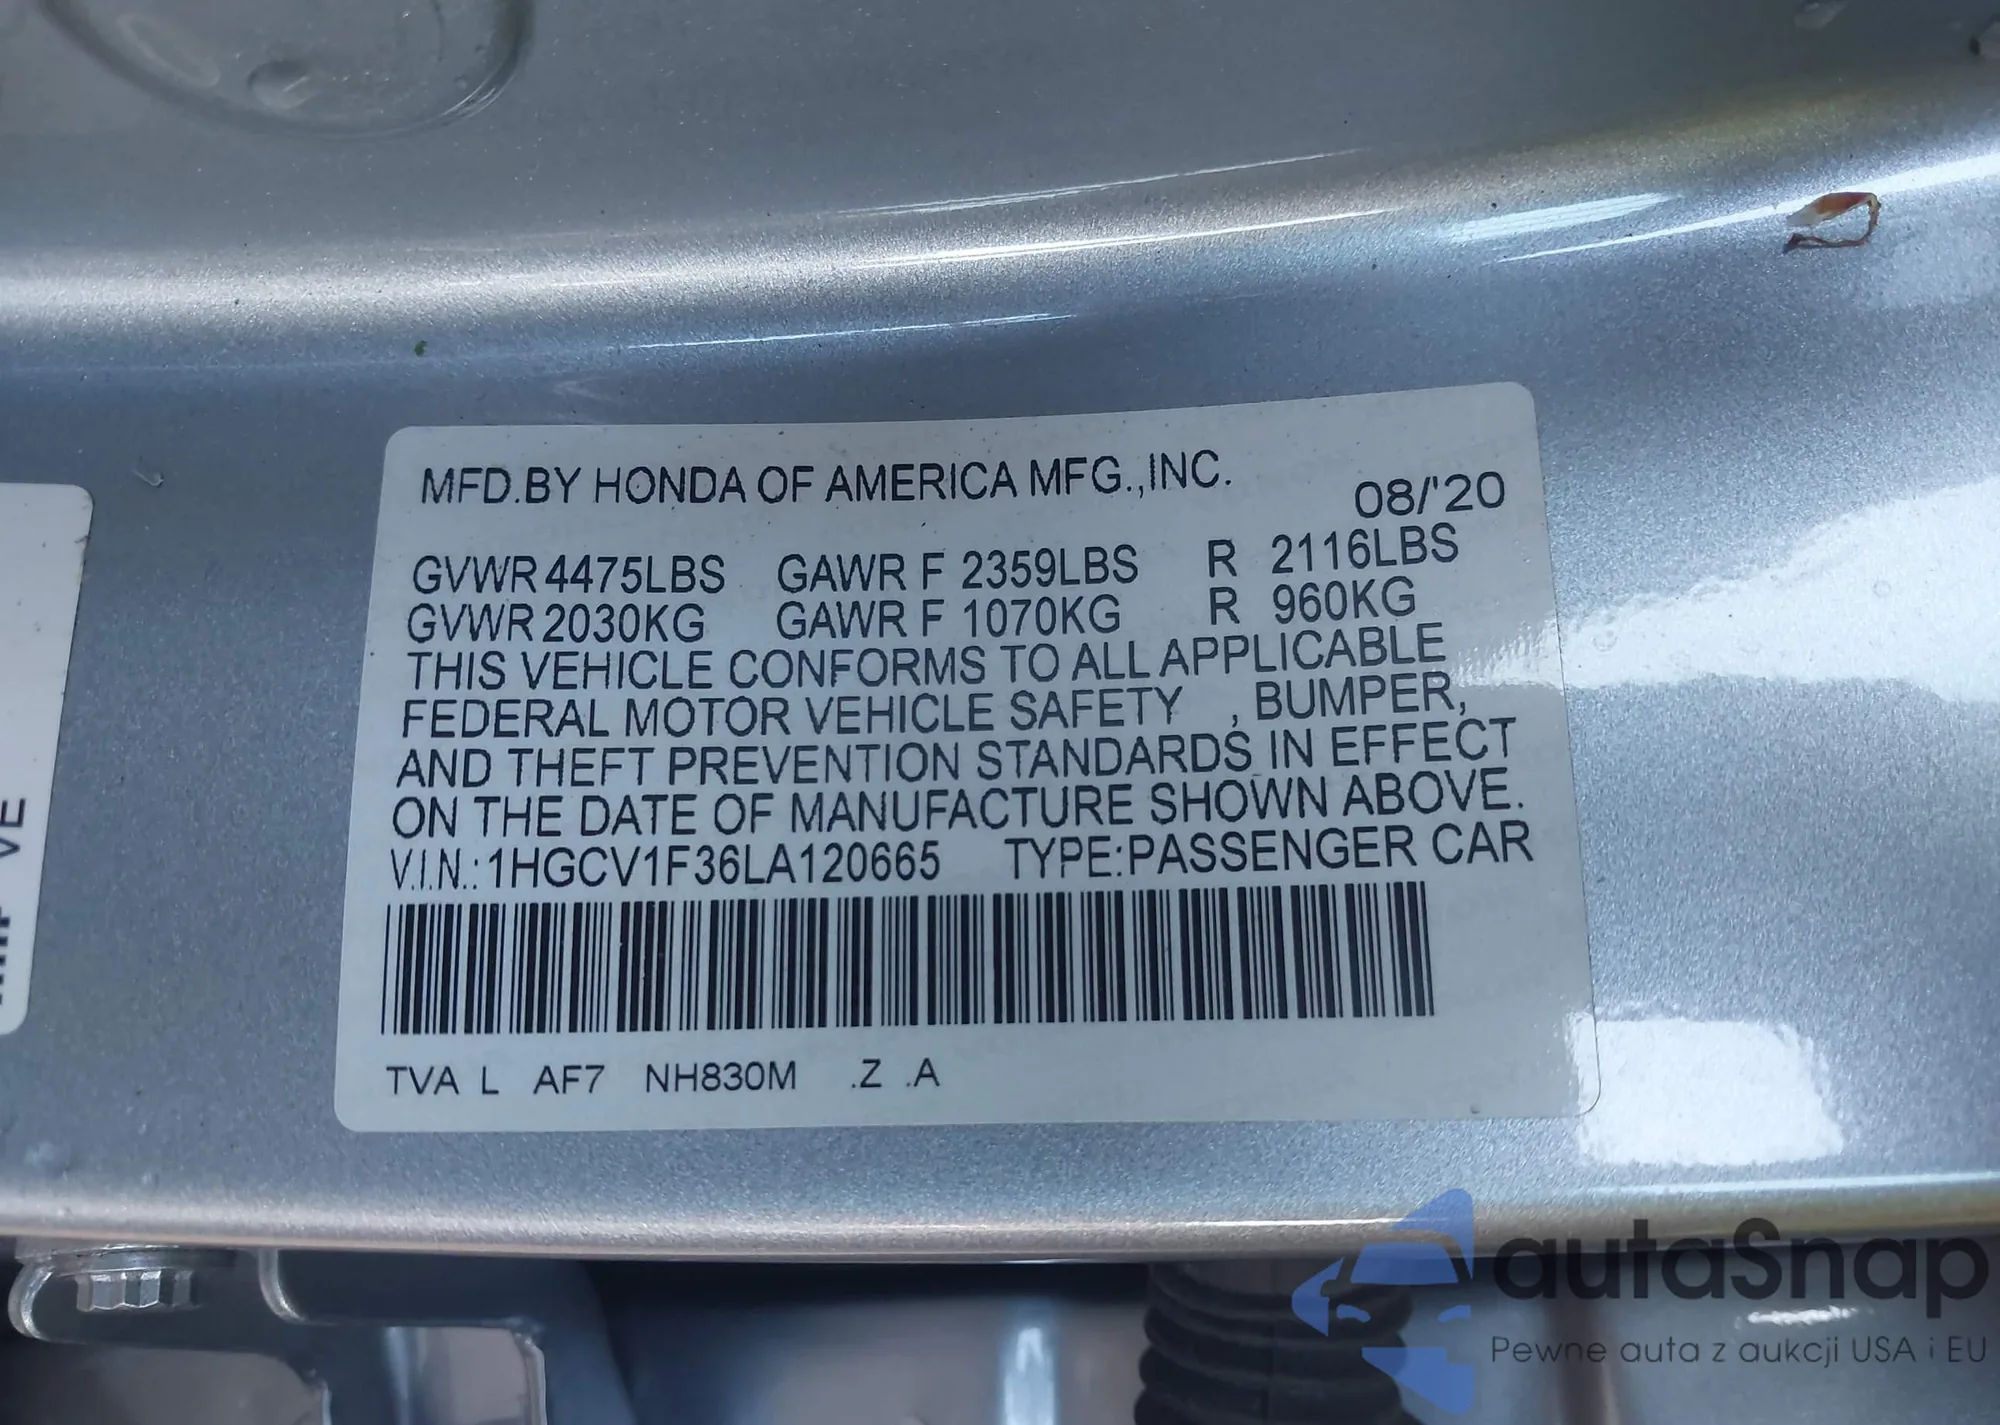 MFD.BY HONDA OF AMERICA MFG.,INC. 08/'20
GVWR 4475LBS GAWR F 2359LBS R 2116LBS
GVWR 2030KG GAWR F 1070KG R 960KG
THIS VEHICLE CONFORMS TO ALL APPLICABLE
FEDERAL MOTOR VEHICLE SAFETY , BUMPER,
AND THEFT PREVENTION STANDARDS IN EFFECT
ON THE DATE OF MANUFACTURE SHOWN ABOVE.
V.I.N.: 1HGCV1F36LA120665 TYPE:PASSENGER CAR
TVA L AF7 NH830M .Z .A
VE
autaSnap
Pewne auta z aukcji USA i EU